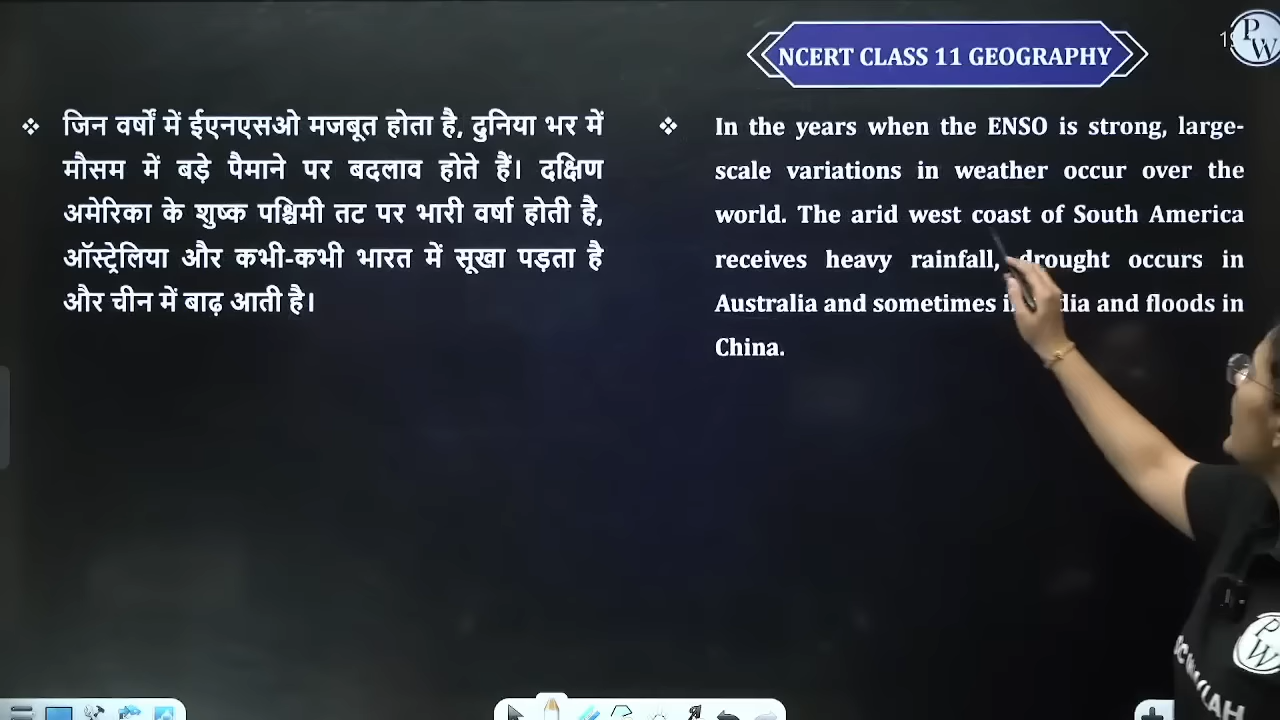 NCERT CLASS 11 GEOGRAPHY
PW
❖ जिन वर्षों में ईएनएसओ मजबूत होता है, दुनिया भर में
मौसम में बड़े पैमाने पर बदलाव होते हैं। दक्षिण
अमेरिका के शुष्क पश्चिमी तट पर भारी वर्षा होती है,
ऑस्ट्रेलिया और कभी-कभी भारत में सूखा पड़ता है
और चीन में बाढ़ आती है।
❖ In the years when the ENSO is strong, large-
scale variations in weather occur over the
world. The arid west coast of South America
receives heavy rainfall, drought occurs in
Australia and sometimes and floods in
China.
PW